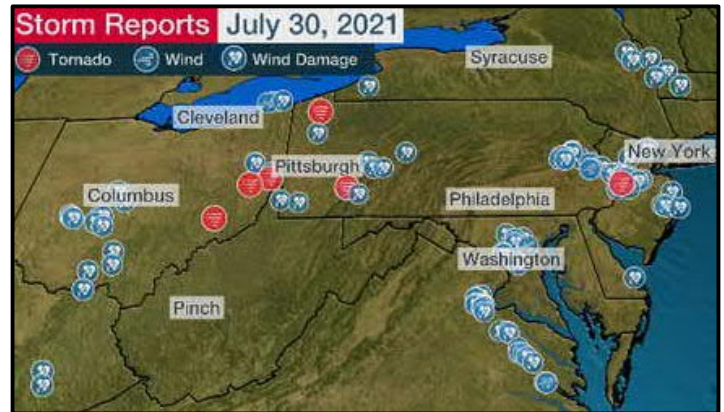 Storm Reports July 30, 2021
Tornado Wind Wind Damage
Syracuse
Cleveland
New York
Pittsburgh
Columbus
Philadelphia
Washington
Pinch